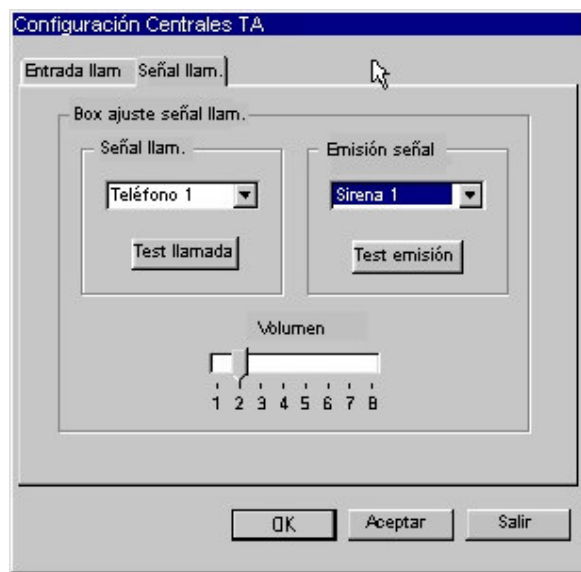 Configuración Centrales TA
Entrada llam Señal llam.
Box ajuste señal llam.
Señal llam. Emisión señal
Teléfono 1 Sirena 1
Test llamada Test emisión
Volumen
1 2 3 4 5 6 7 8
OK Aceptar Salir